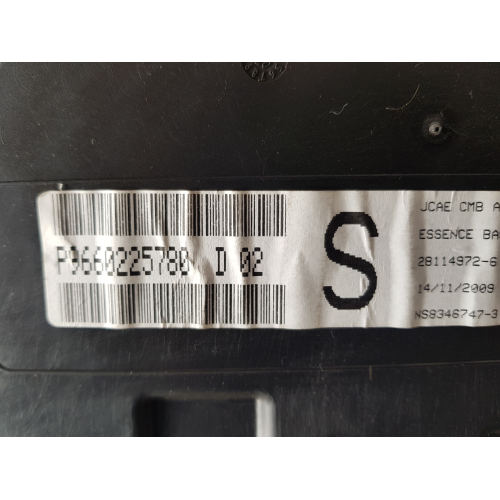 P9660225780 D 02
S
JCAE CMB A
ESSENCE BA
28114972-6
14/11/2009
NS8346747-3